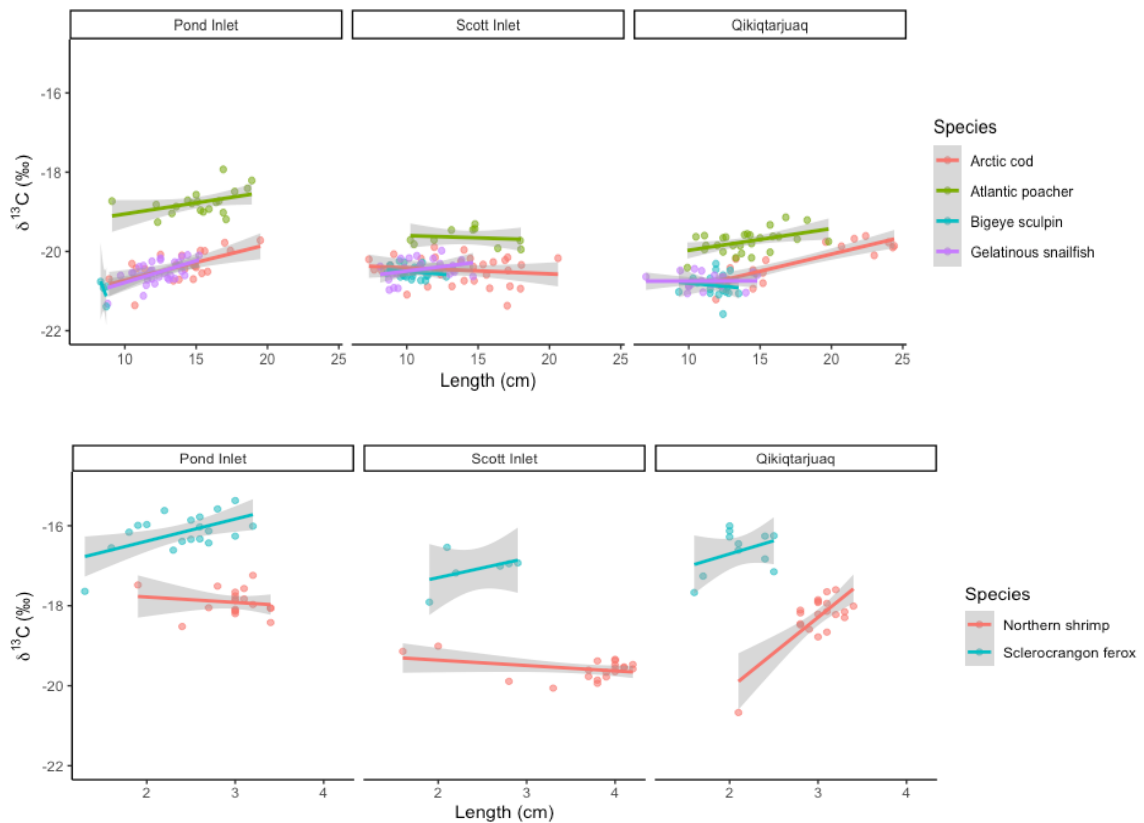 Pond Inlet
Scott Inlet
Qikiqtarjuaq
-16
-18
-20
-22
δ 13C (‰)
10 15 20 25
10 15 20 25
10 15 20 25
Length (cm)
Species
Arctic cod
Atlantic poacher
Bigeye sculpin
Gelatinous snailfish
Pond Inlet
Scott Inlet
Qikiqtarjuaq
-16
-18
-20
-22
δ 13C (‰)
2 3 4
2 3 4
2 3 4
Length (cm)
Species
Northern shrimp
Sclerocrangon ferox